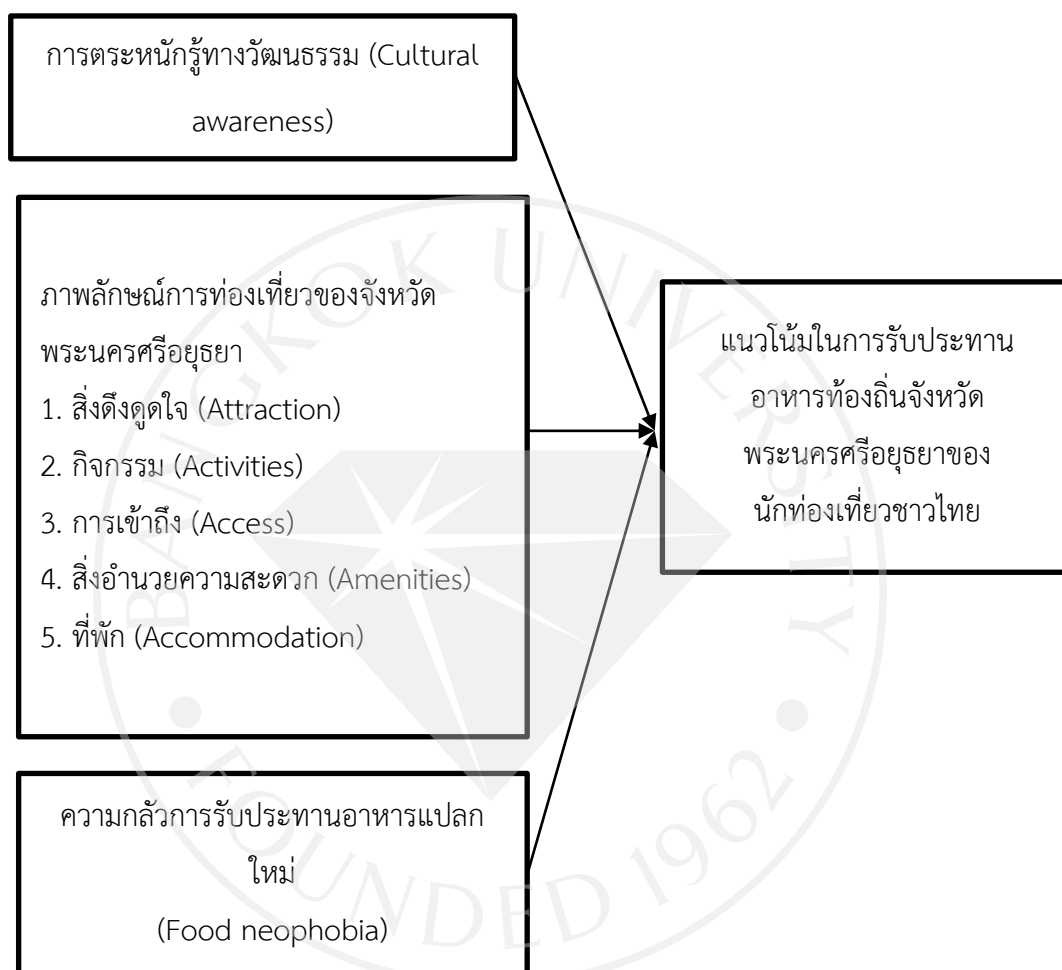 การตระหนักรู้ทางวัฒนธรรม (Cultural
awareness)
ภาพลักษณ์การท่องเที่ยวของจังหวัด
พระนครศรีอยุธยา
1. สิ่งดึงดูดใจ (Attraction)
2. กิจกรรม (Activities)
3. การเข้าถึง (Access)
4. สิ่งอำนวยความสะดวก (Amenities)
5. ที่พัก (Accommodation)
ความกลัวการรับประทานอาหารแปลก
ใหม่
(Food neophobia)
แนวโน้มในการรับประทาน
อาหารท้องถิ่นจังหวัด
พระนครศรีอยุธยาของ
นักท่องเที่ยวชาวไทย
BANGKOK UNIVERSITY
FOUNDED 1962